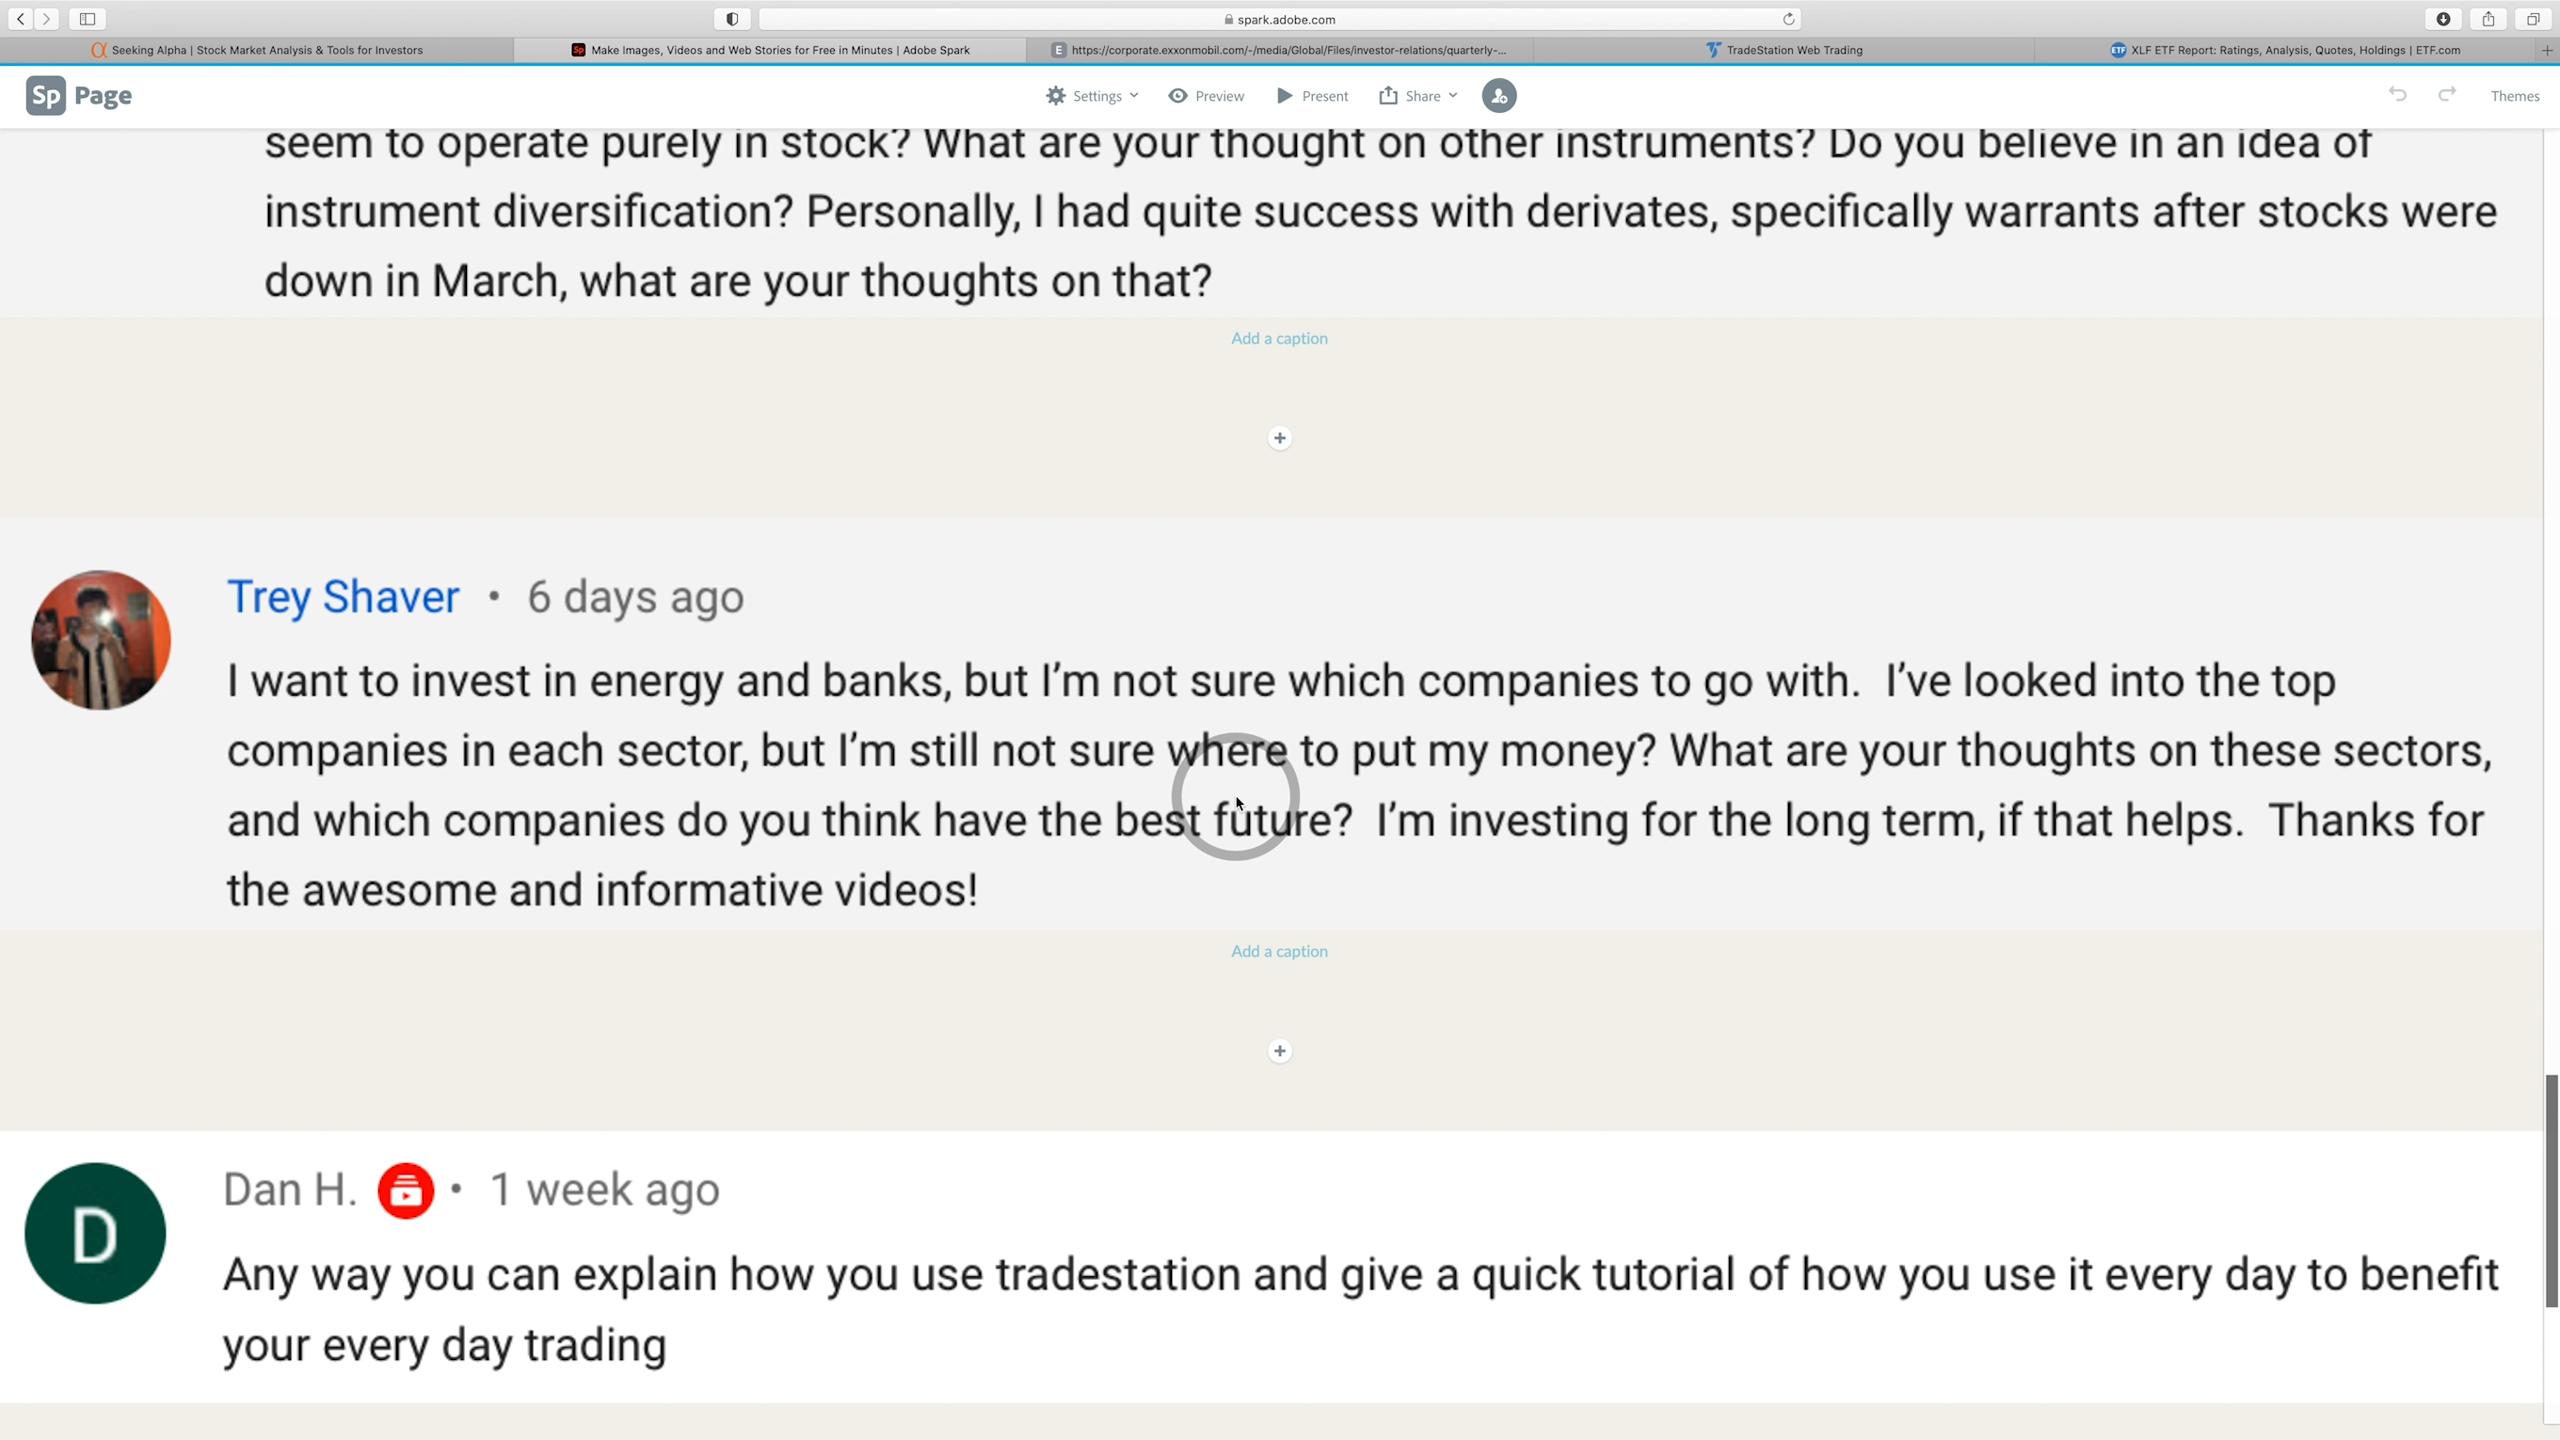 spark.adobe.com
Seeking Alpha | Stock Market Analysis & Tools for Investors
Sp Make Images, Videos and Web Stories for Free in Minutes | Adobe Spark
E https://corporate.exxonmobil.com/-/media/Global/Files/investor-relations/quarterly-...
TradeStation Web Trading
ETF XLF ETF Report: Ratings, Analysis, Quotes, Holdings | ETF.com
Sp Page
Settings
Preview
Present
Share
Themes
seem to operate purely in stock? What are your thought on other instruments? Do you believe in an idea of
instrument diversification? Personally, I had quite success with derivates, specifically warrants after stocks were
down in March, what are your thoughts on that?
Add a caption
Trey Shaver • 6 days ago
I want to invest in energy and banks, but I'm not sure which companies to go with. I've looked into the top
companies in each sector, but I'm still not sure where to put my money? What are your thoughts on these sectors,
and which companies do you think have the best future? I'm investing for the long term, if that helps. Thanks for
the awesome and informative videos!
Add a caption
D
Dan H. • 1 week ago
Any way you can explain how you use tradestation and give a quick tutorial of how you use it every day to benefit
your every day trading